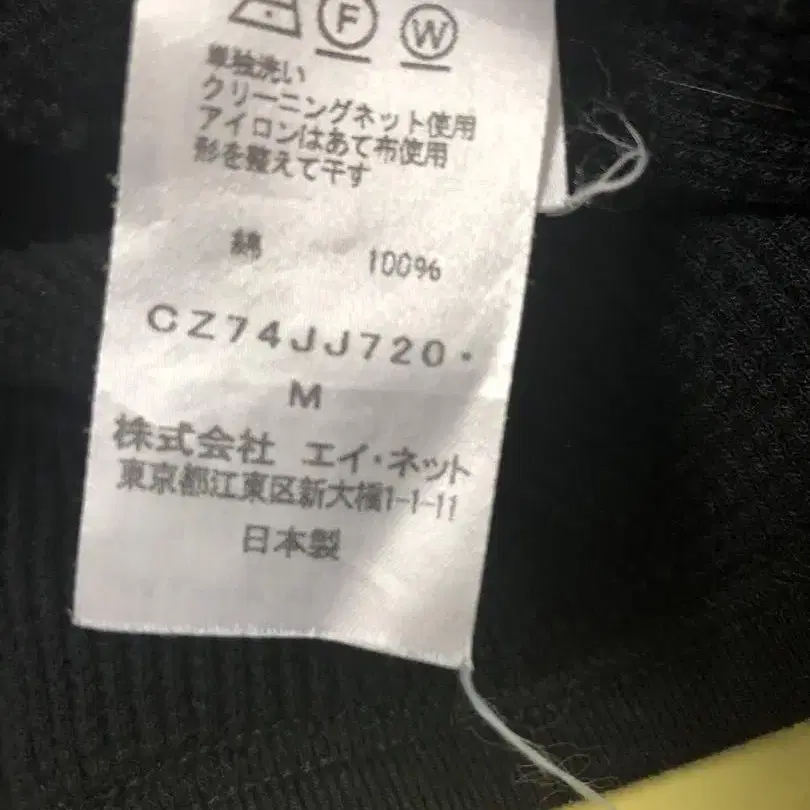 F W
単独洗い
クリーニングネット使用
アイロンはあて布使用
形を整えて干す
綿 100%
CZ74JJ720・
M
株式会社 エイ・ネット
東京都江東区新大橋1-1-11
日本製